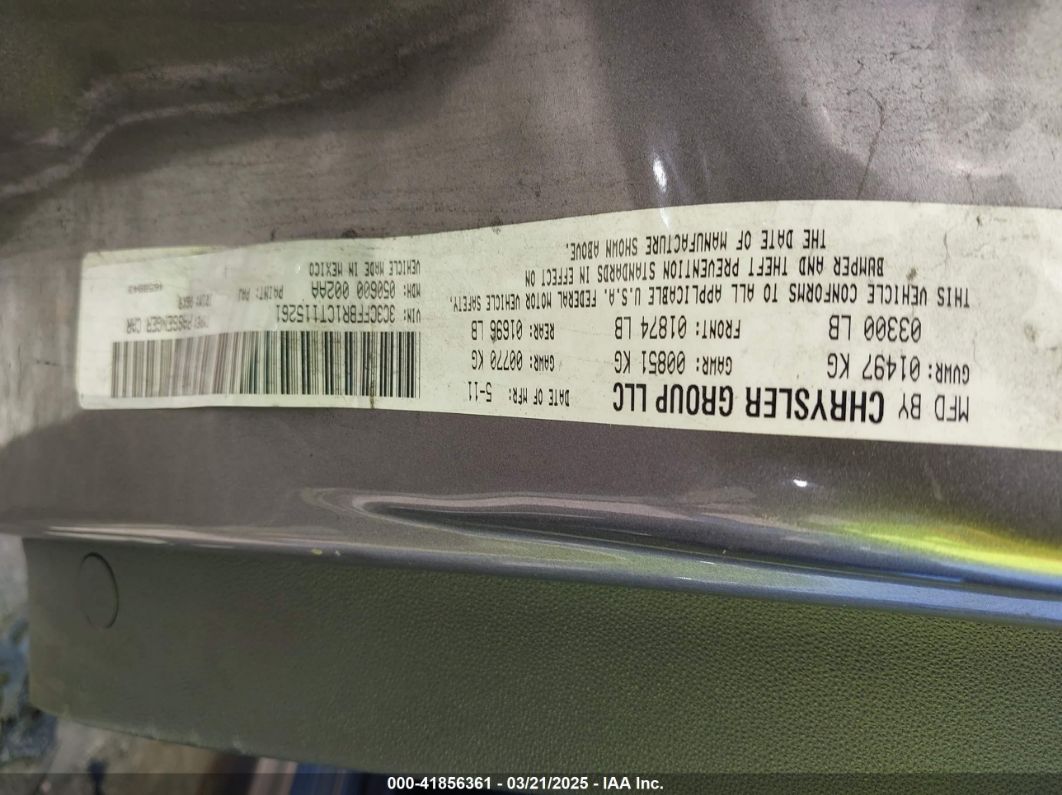 MFD BY CHRYSLER GROUP LLC
DATE OF MFR: 5-11
GVWR: 01497 KG
03300 LB
GAWR: 00851 KG
FRONT: 01874 LB
GAWR: 00770 KG
REAR: 01696 LB
THIS VEHICLE CONFORMS TO ALL APPLICABLE U.S.A. FEDERAL MOTOR VEHICLE SAFETY,
BUMPER AND THEFT PREVENTION STANDARDS IN EFFECT ON
THE DATE OF MANUFACTURE SHOWN ABOVE.
VIN: 3C3CFFBR1CT115261
PASSENGER CAR
MDH: 050600 002AA
PAINT:
VEHICLE MADE IN MEXICO
000-41856361 - 03/21/2025 - IAA Inc.